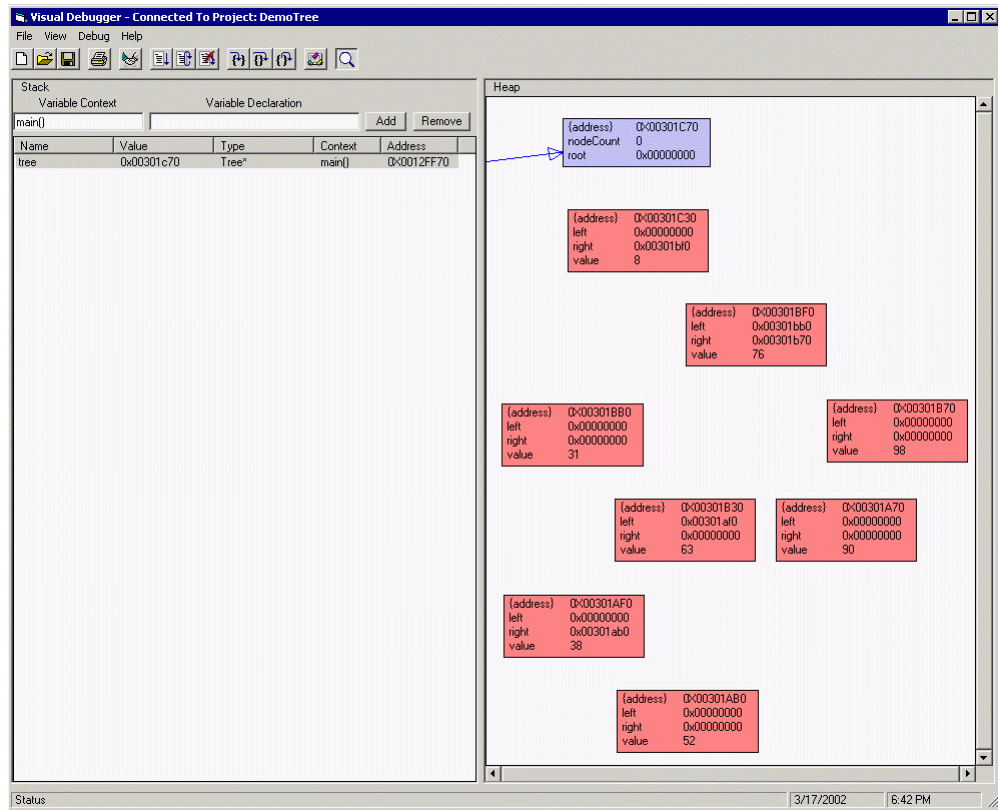 Visual Debugger - Connected To Project: DemoTree
File View Debug Help
Stack
Variable Context Variable Declaration
main()
Add Remove
Name Value Type Context Address
tree 0x00301c70 Tree* main() 0X0012FF70
Heap
{address} 0X00301C70
nodeCount 0
root 0x00000000
{address} 0X00301C30
left 0x00000000
right 0x00301bf0
value 8
{address} 0X00301BF0
left 0x00301bb0
right 0x00301b70
value 76
{address} 0X00301BB0
left 0x00000000
right 0x00000000
value 31
{address} 0X00301B70
left 0x00000000
right 0x00000000
value 98
{address} 0X00301B30
left 0x00301af0
right 0x00000000
value 63
{address} 0X00301A70
left 0x00000000
right 0x00000000
value 90
{address} 0X00301AF0
left 0x00000000
right 0x00301ab0
value 38
{address} 0X00301AB0
left 0x00000000
right 0x00000000
value 52
Status 3/17/2002 6:42 PM